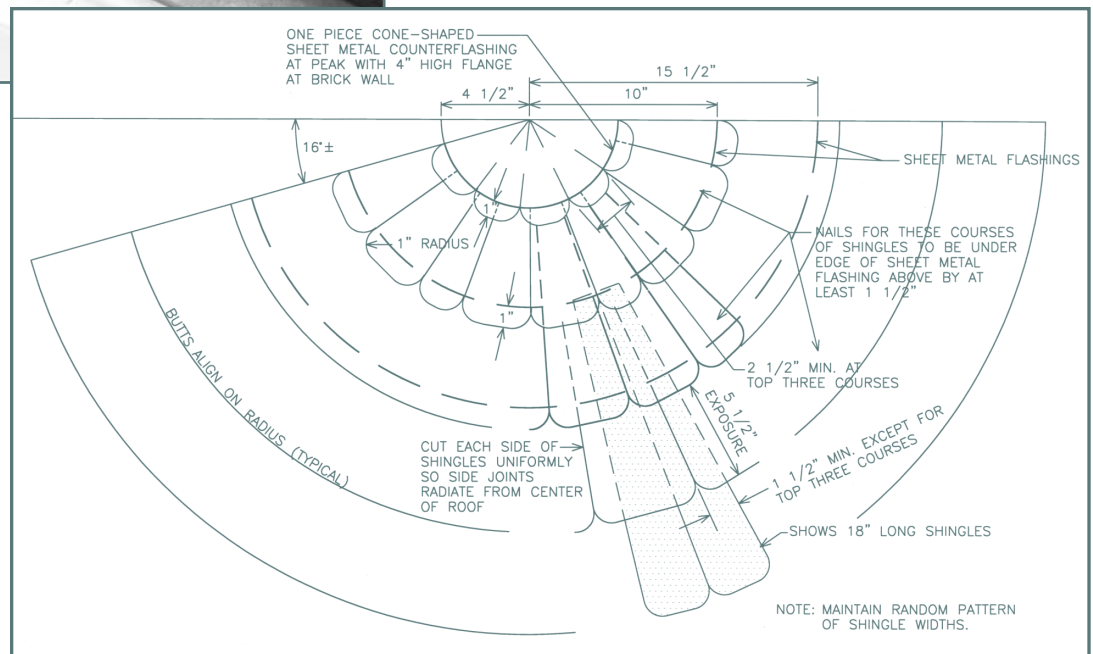 ONE PIECE CONE-SHAPED
SHEET METAL COUNTERFLASHING
AT PEAK WITH 4" HIGH FLANGE
AT BRICK WALL
15 1/2"
4 1/2"
10"
16°±
SHEET METAL FLASHINGS
1"
1" RADIUS
NAILS FOR THESE COURSES
OF SHINGLES TO BE UNDER
EDGE OF SHEET METAL
FLASHING ABOVE BY AT
LEAST 1 1/2"
1"
2 1/2" MIN. AT
TOP THREE COURSES
BUTTS ALIGN ON RADIUS (TYPICAL)
5 1/2"
EXPOSURE
CUT EACH SIDE OF
SHINGLES UNIFORMLY
SO SIDE JOINTS
RADIATE FROM CENTER
OF ROOF
1 1/2" MIN. EXCEPT FOR
TOP THREE COURSES
SHOWS 18" LONG SHINGLES
NOTE: MAINTAIN RANDOM PATTERN
OF SHINGLE WIDTHS.